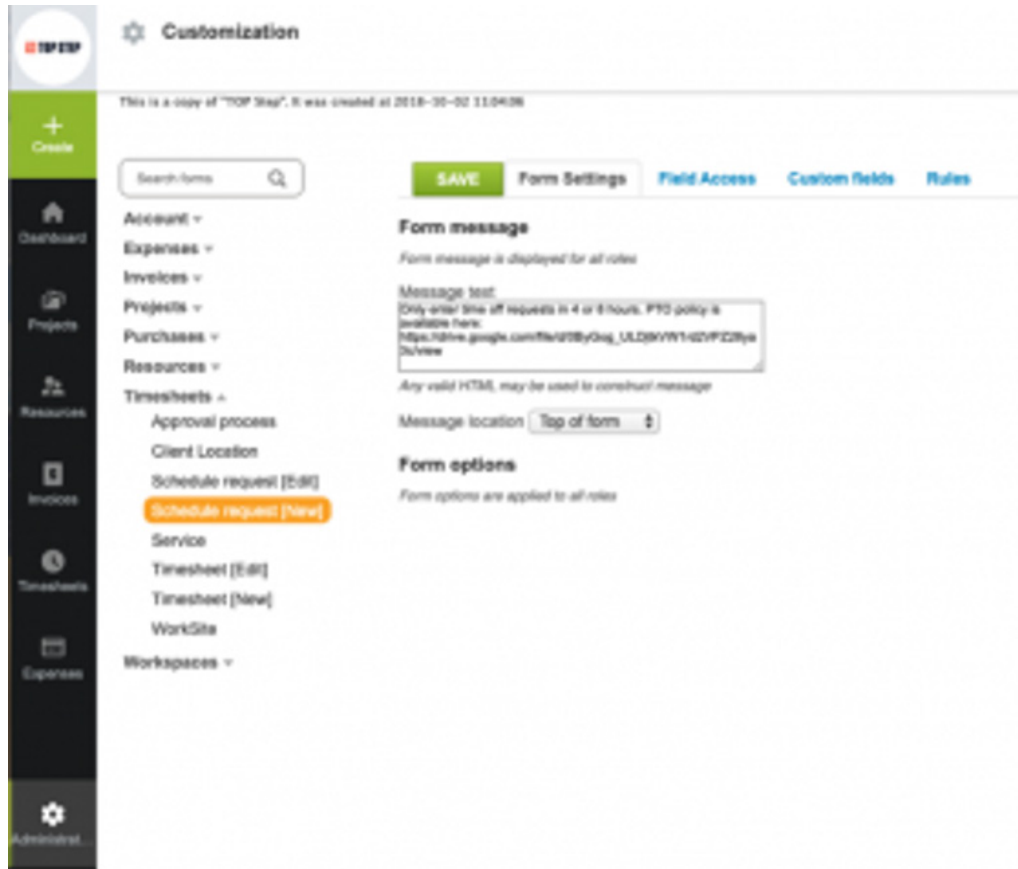 TOP STEP
Customization
This is a copy of "TOP Step". It was created at 2018-10-02 11:04:06
Create
Search forms
SAVE
Form Settings
Field Access
Custom fields
Rules
Dashboard
Projects
Resources
Invoices
Timesheets
Expenses
Administrat...
Account
Expenses
Invoices
Projects
Purchases
Resources
Timesheets
Approval process
Client Location
Schedule request [Edit]
Schedule request [New]
Service
Timesheet [Edit]
Timesheet [New]
WorkSite
Workspaces
Form message
Form message is displayed for all roles
Message text
Only enter time off requests in 4 or 8 hours. PTO policy is
available here:
Any valid HTML may be used to construct message
Message location Top of form
Form options
Form options are applied to all roles